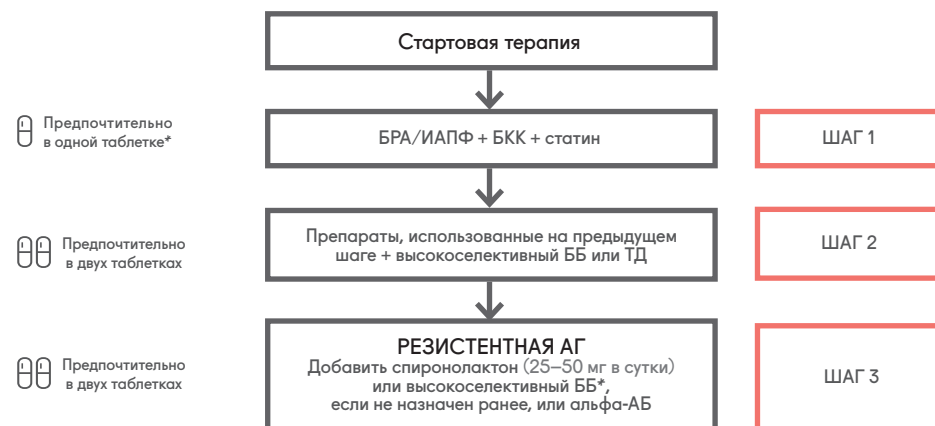 Стартовая терапия
Предпочтительно
в одной таблетке*
БРА/ИАПФ + БКК + статин
ШАГ 1
Предпочтительно
в двух таблетках
Препараты, использованные на предыдущем
шаге + высокоселективный ББ или ТД
ШАГ 2
Предпочтительно
в двух таблетках
РЕЗИСТЕНТНАЯ АГ
Добавить спиронолактон (25–50 мг в сутки)
или высокоселективный ББ*,
если не назначен ранее, или альфа-АБ
ШАГ 3